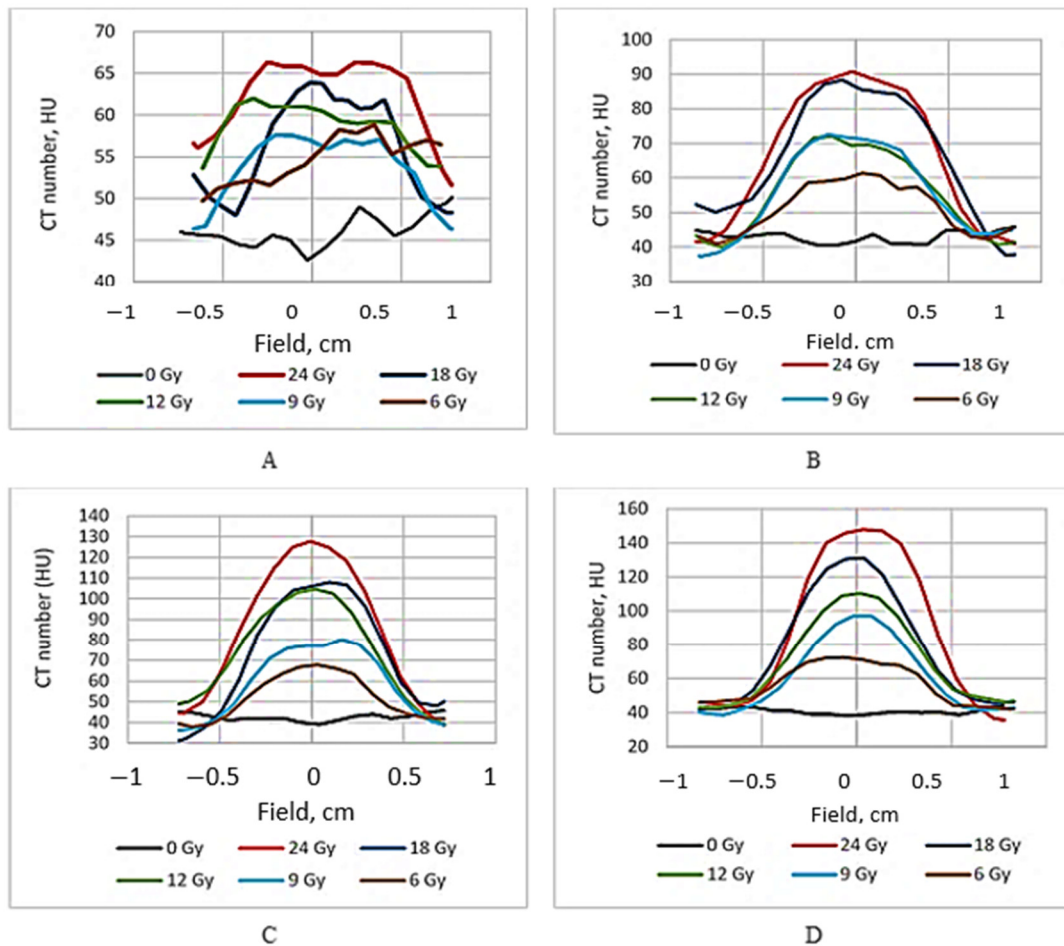 70
65
60
55
50
45
40
CT number, HU
−1 −0.5 0 0.5 1
Field, cm
0 Gy 24 Gy 18 Gy
12 Gy 9 Gy 6 Gy
A
100
90
80
70
60
50
40
30
CT number, HU
−1 −0.5 0 0.5 1
Field. cm
0 Gy 24 Gy 18 Gy
12 Gy 9 Gy 6 Gy
B
140
130
120
110
100
90
80
70
60
50
40
30
CT number (HU)
−1 −0.5 0 0.5 1
Field, cm
0 Gy 24 Gy 18 Gy
12 Gy 9 Gy 6 Gy
C
160
140
120
100
80
60
40
20
CT number, HU
−1 −0.5 0 0.5 1
Field, cm
0 Gy 24 Gy 18 Gy
12 Gy 9 Gy 6 Gy
D